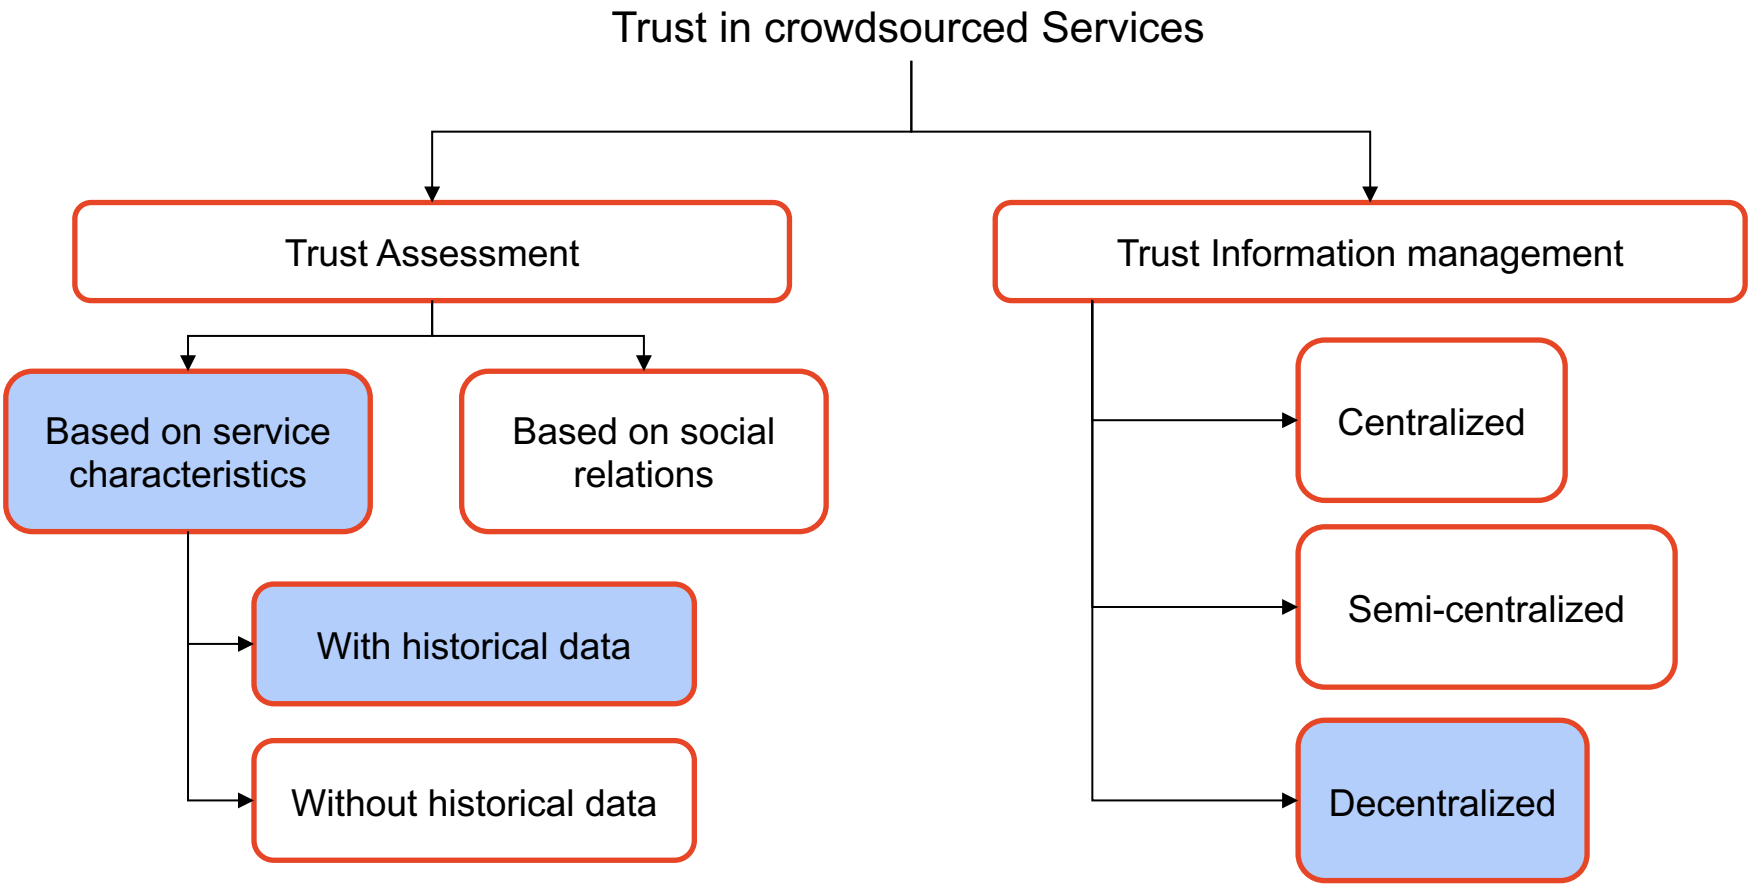 Trust in crowdsourced Services
Trust Assessment
Trust Information management
Based on service
characteristics
Based on social
relations
With historical data
Without historical data
Centralized
Semi-centralized
Decentralized